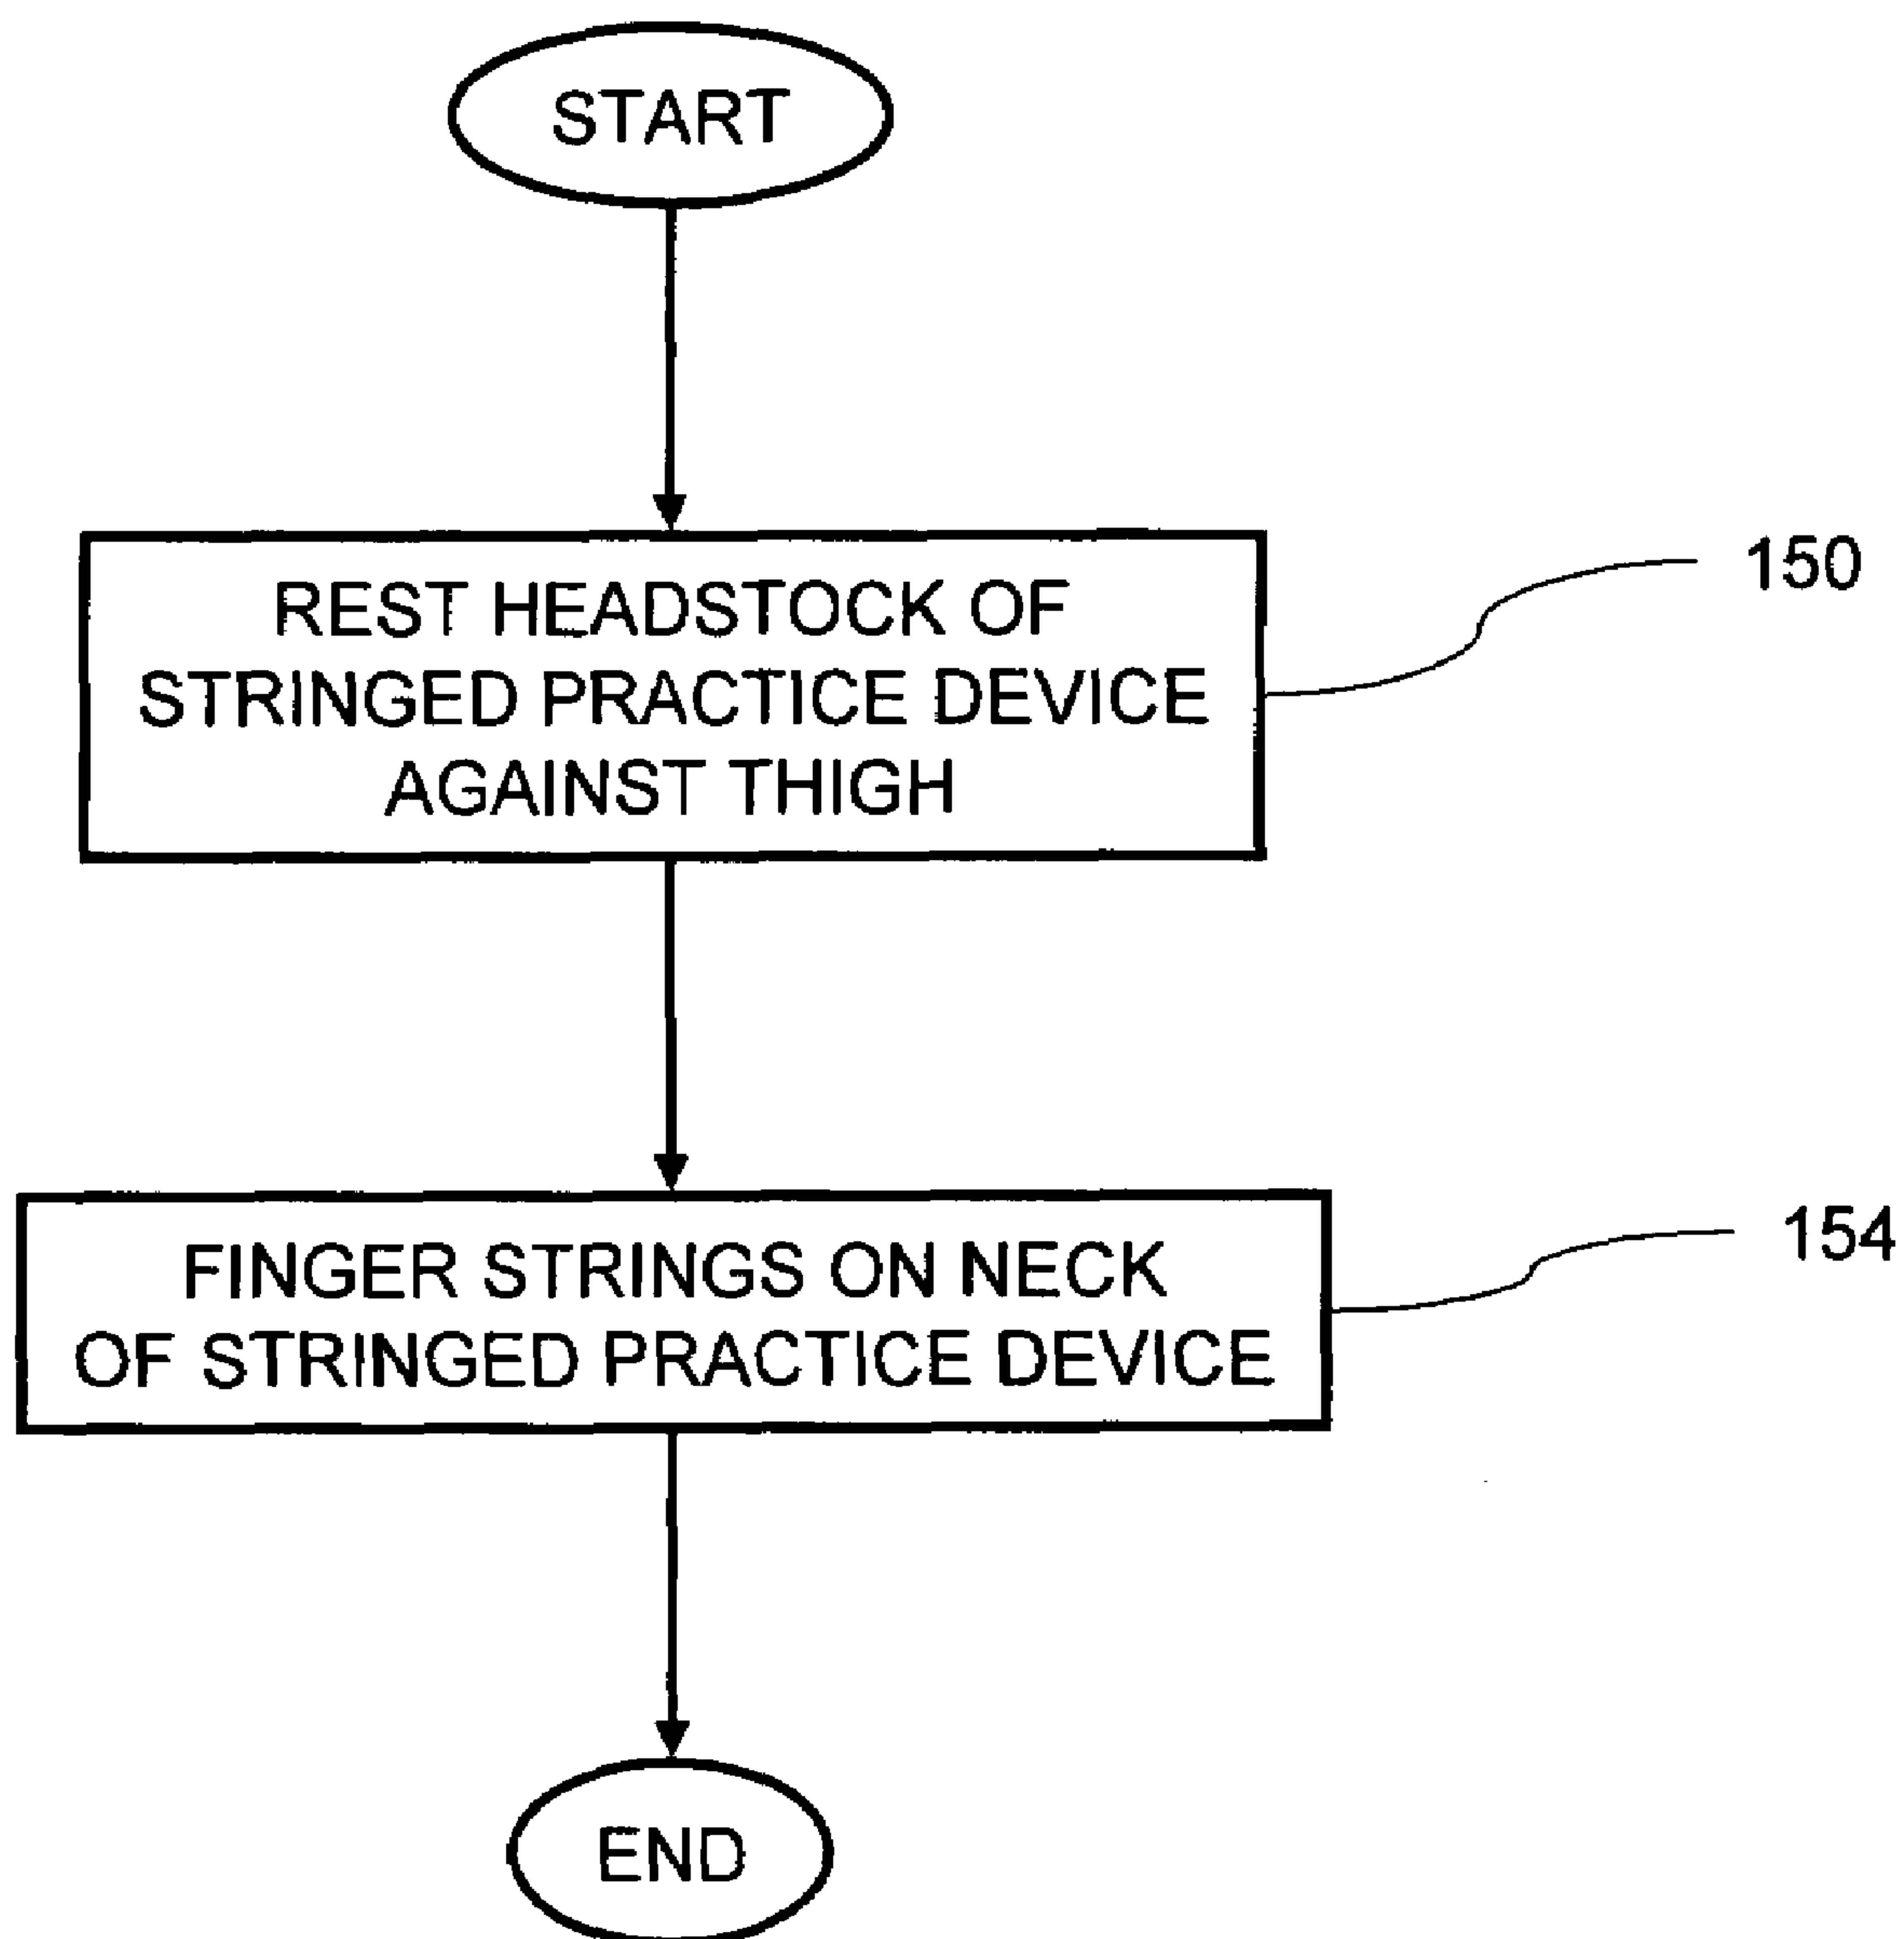 START
REST HEADSTOCK OF
STRINGED PRACTICE DEVICE
AGAINST THIGH
150
FINGER STRINGS ON NECK
OF STRINGED PRACTICE DEVICE
154
END